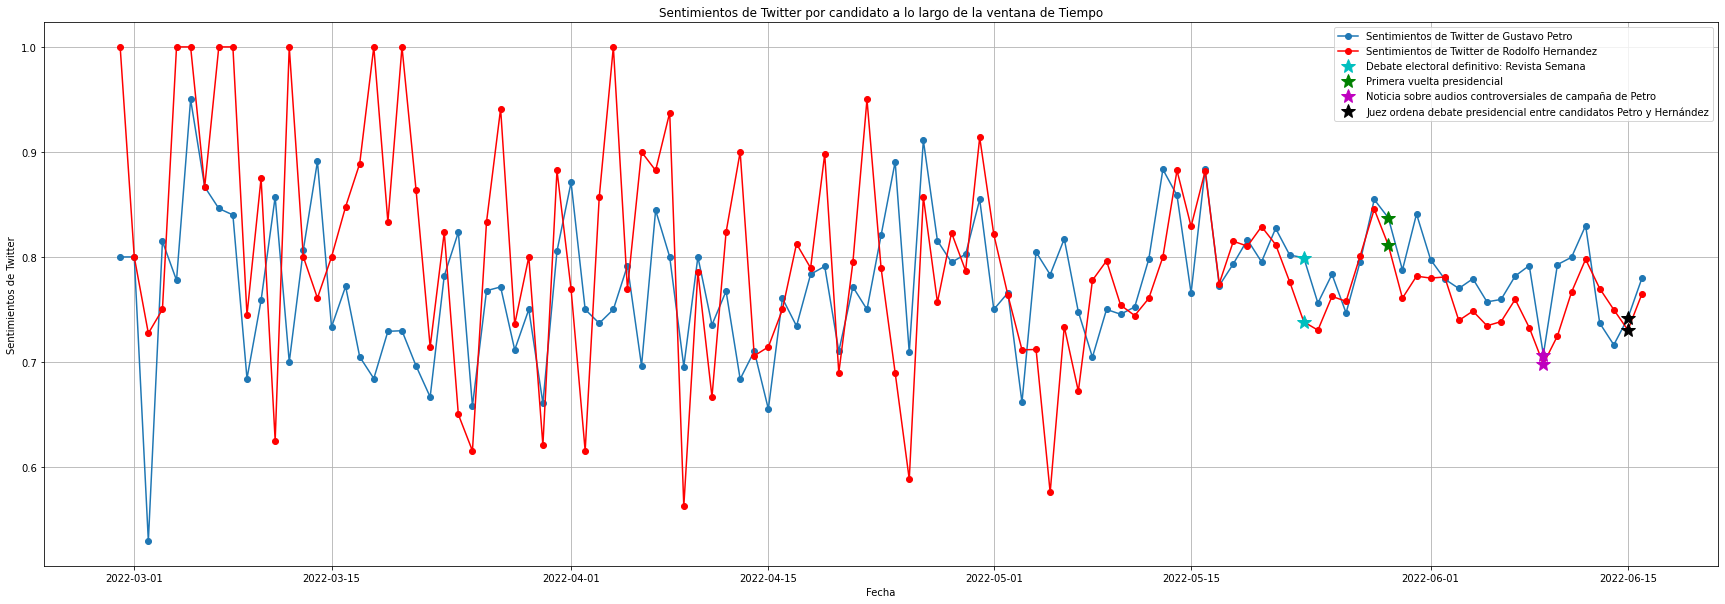 Sentimientos de Twitter por candidato a lo largo de la ventana de Tiempo
Sentimientos de Twitter de Gustavo Petro
Sentimientos de Twitter de Rodolfo Hernandez
Debate electoral definitivo: Revista Semana
Primera vuelta presidencial
Noticia sobre audios controversiales de campaña de Petro
Juez ordena debate presidencial entre candidatos Petro y Hernández
Sentimientos de Twitter
1.0
0.9
0.8
0.7
0.6
2022-03-01
2022-03-15
2022-04-01
2022-04-15
2022-05-01
2022-05-15
2022-06-01
2022-06-15
Fecha